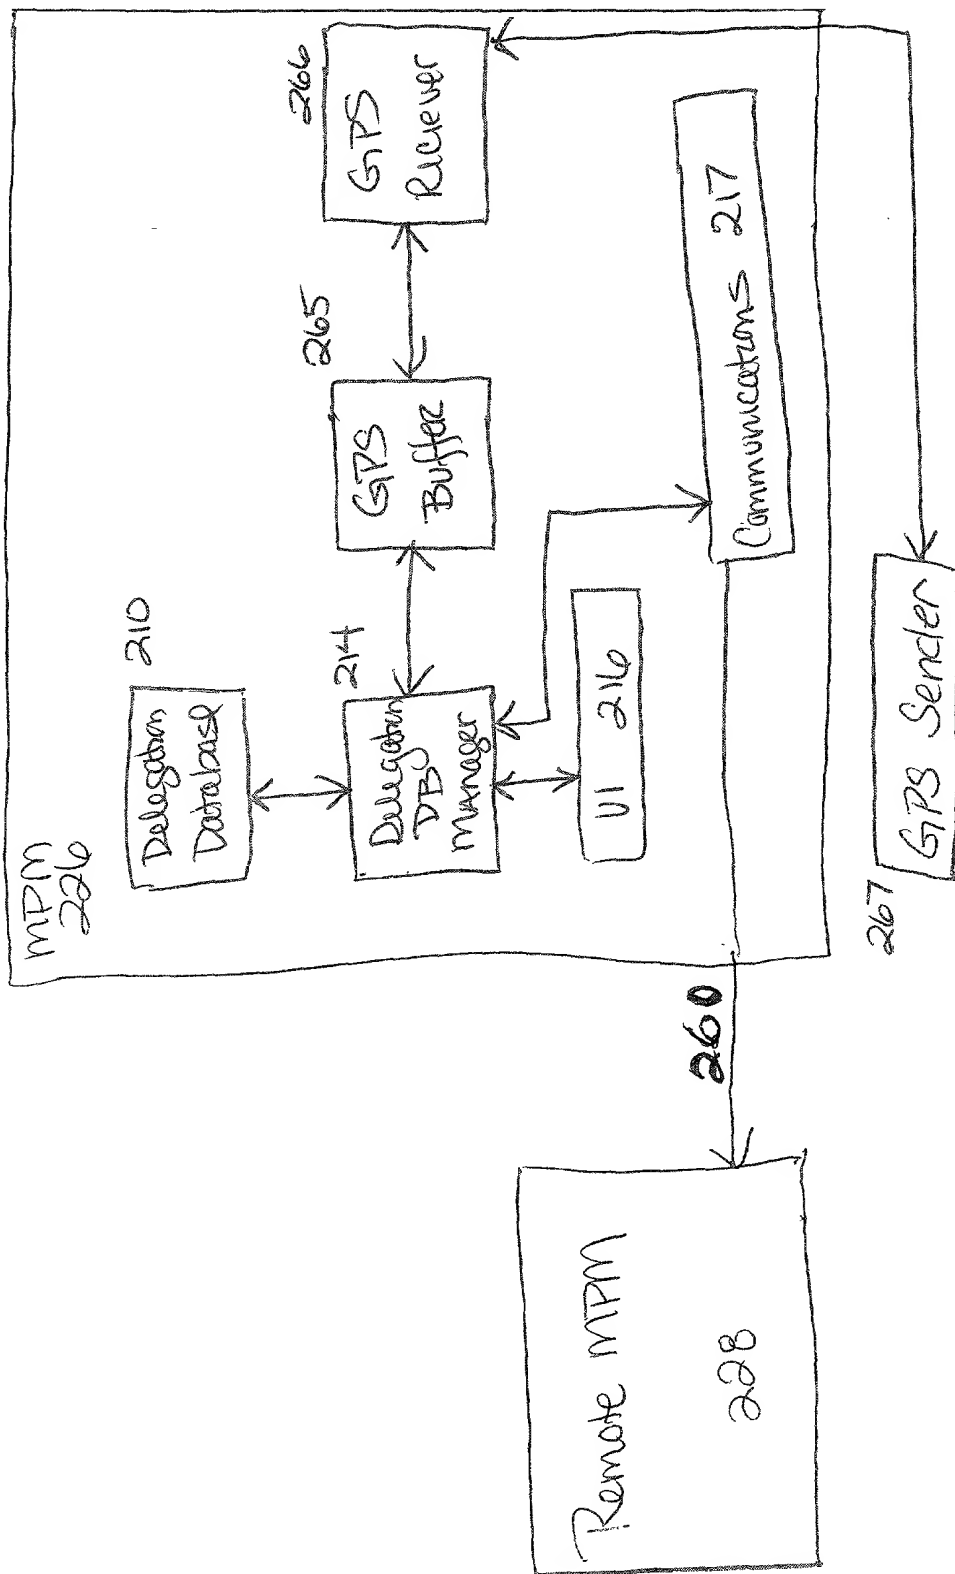 MPM
226
Delegation
Database
210
Delegation
DB
Manager
214
GPS
Buffer
265
GPS
Riciever
266
UI 216
Communications 217
260
Remote MPM
228
267
GPS Sender